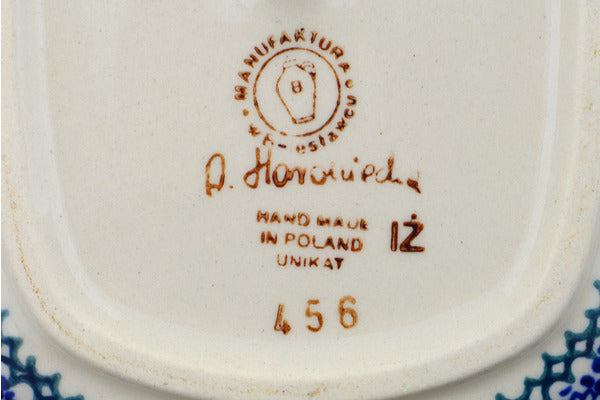 MANUFAKTURA
B
HAND MADE
IN POLAND
UNIKAT
IŻ
456